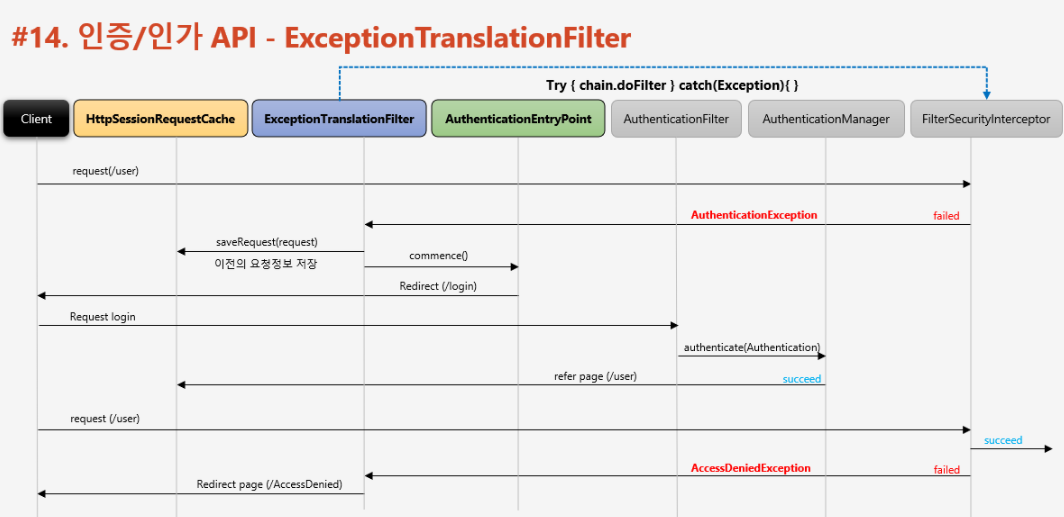 #14. 인증/인가 API - ExceptionTranslationFilter
Try { chain.doFilter } catch(Exception){ }
Client
HttpSessionRequestCache
ExceptionTranslationFilter
AuthenticationEntryPoint
AuthenticationFilter
AuthenticationManager
FilterSecurityInterceptor
request(/user)
AuthenticationException
failed
saveRequest(request)
이전의 요청정보 저장
commence()
Redirect (/login)
Request login
authenticate(Authentication)
refer page (/user)
succeed
request (/user)
succeed
AccessDeniedException
failed
Redirect page (/AccessDenied)